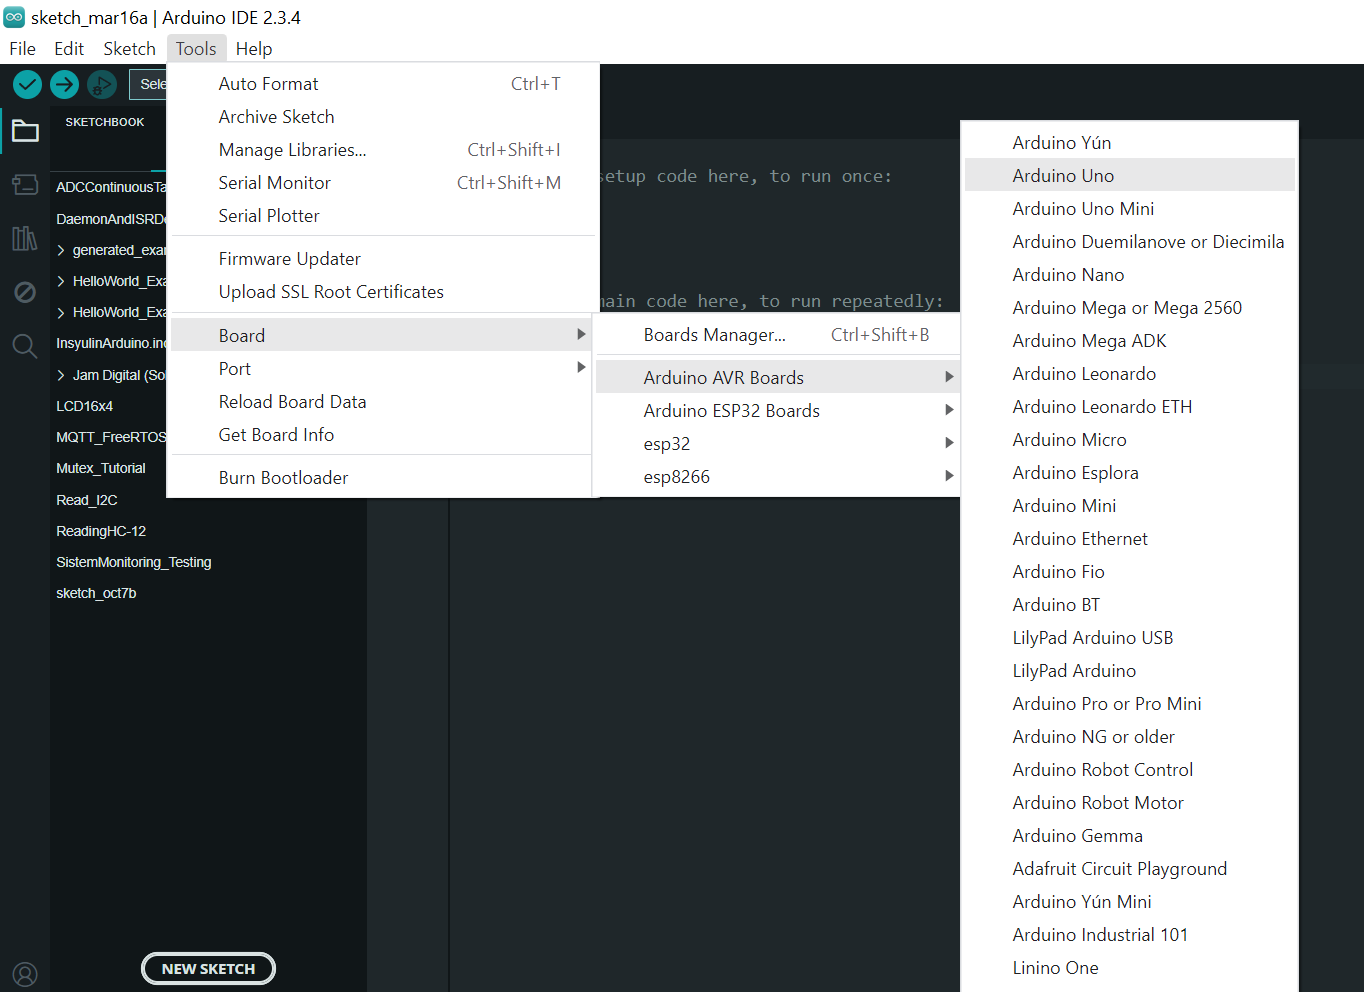 sketch_mar16a | Arduino IDE 2.3.4
File Edit Sketch Tools Help
Sele
SKETCHBOOK
ADCContinuousTa
DaemonAndISRDe
generated_exa
HelloWorld_Exa
HelloWorld_Exa
InsyulinArduino.inc
Jam Digital (Sol
LCD16x4
MQTT_FreeRTOS
Mutex_Tutorial
Read_I2C
ReadingHC-12
SistemMonitoring_Testing
sketch_oct7b
NEW SKETCH
Auto Format Ctrl+T
Archive Sketch
Manage Libraries... Ctrl+Shift+I
Serial Monitor Ctrl+Shift+M
Serial Plotter
Firmware Updater
Upload SSL Root Certificates
Board
Port
Reload Board Data
Get Board Info
Burn Bootloader
setup code here, to run once:
main code here, to run repeatedly:
Boards Manager... Ctrl+Shift+B
Arduino AVR Boards
Arduino ESP32 Boards
esp32
esp8266
Arduino Yún
Arduino Uno
Arduino Uno Mini
Arduino Duemilanove or Diecimila
Arduino Nano
Arduino Mega or Mega 2560
Arduino Mega ADK
Arduino Leonardo
Arduino Leonardo ETH
Arduino Micro
Arduino Esplora
Arduino Mini
Arduino Ethernet
Arduino Fio
Arduino BT
LilyPad Arduino USB
LilyPad Arduino
Arduino Pro or Pro Mini
Arduino NG or older
Arduino Robot Control
Arduino Robot Motor
Arduino Gemma
Adafruit Circuit Playground
Arduino Yún Mini
Arduino Industrial 101
Linino One